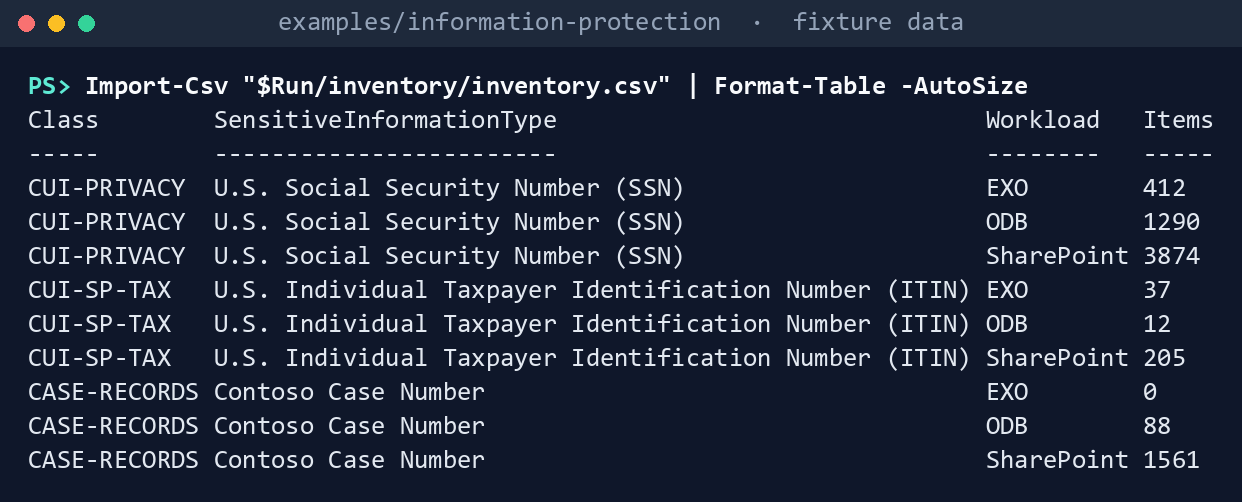 examples/information-protection · fixture data
PS> Import-Csv "$Run/inventory/inventory.csv" | Format-Table -AutoSize
Class        SensitiveInformationType                              Workload   Items
-----        ------------------------                              --------   -----
CUI-PRIVACY  U.S. Social Security Number (SSN)                     EXO        412
CUI-PRIVACY  U.S. Social Security Number (SSN)                     ODB        1290
CUI-PRIVACY  U.S. Social Security Number (SSN)                     SharePoint 3874
CUI-SP-TAX   U.S. Individual Taxpayer Identification Number (ITIN) EXO        37
CUI-SP-TAX   U.S. Individual Taxpayer Identification Number (ITIN) ODB        12
CUI-SP-TAX   U.S. Individual Taxpayer Identification Number (ITIN) SharePoint 205
CASE-RECORDS Contoso Case Number                                   EXO        0
CASE-RECORDS Contoso Case Number                                   ODB        88
CASE-RECORDS Contoso Case Number                                   SharePoint 1561